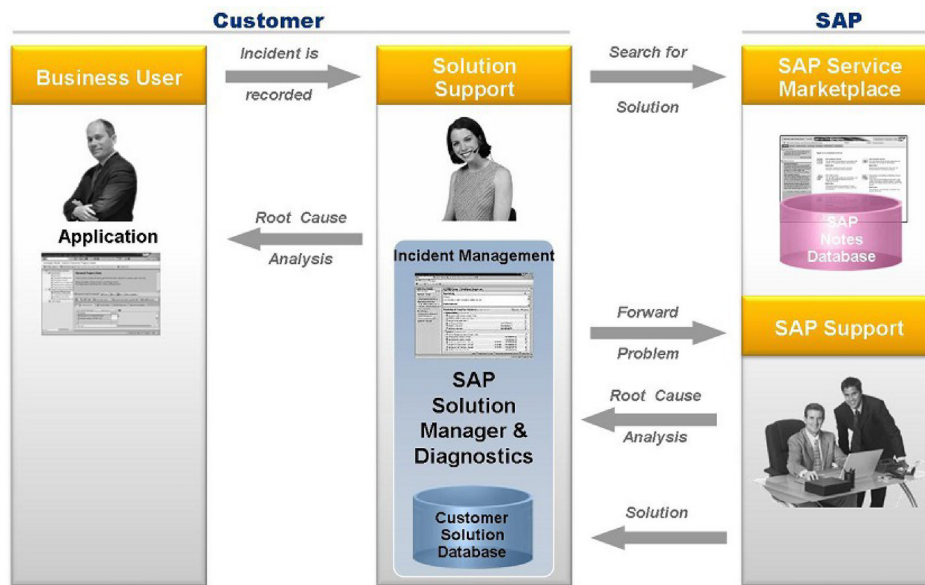 Customer
SAP
Business User
Incident is
recorded
Solution
Support
Search for
Solution
SAP Service
Marketplace
Application
Root Cause
Analysis
Incident Management
SAP
Solution
Manager &
Diagnostics
Customer
Solution
Database
SAP
Notes
Database
Forward
Problem
SAP Support
Root Cause
Analysis
Solution